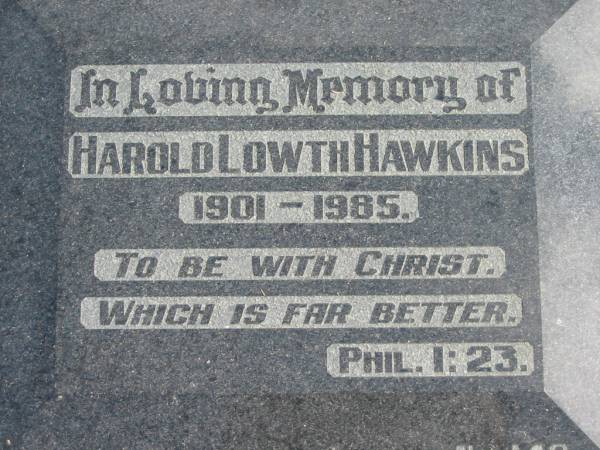 In Loving Memory of
HAROLD LOWTH HAWKINS
1901 - 1985.
TO BE WITH CHRIST.
WHICH IS FAR BETTER.
PHIL. 1: 23.